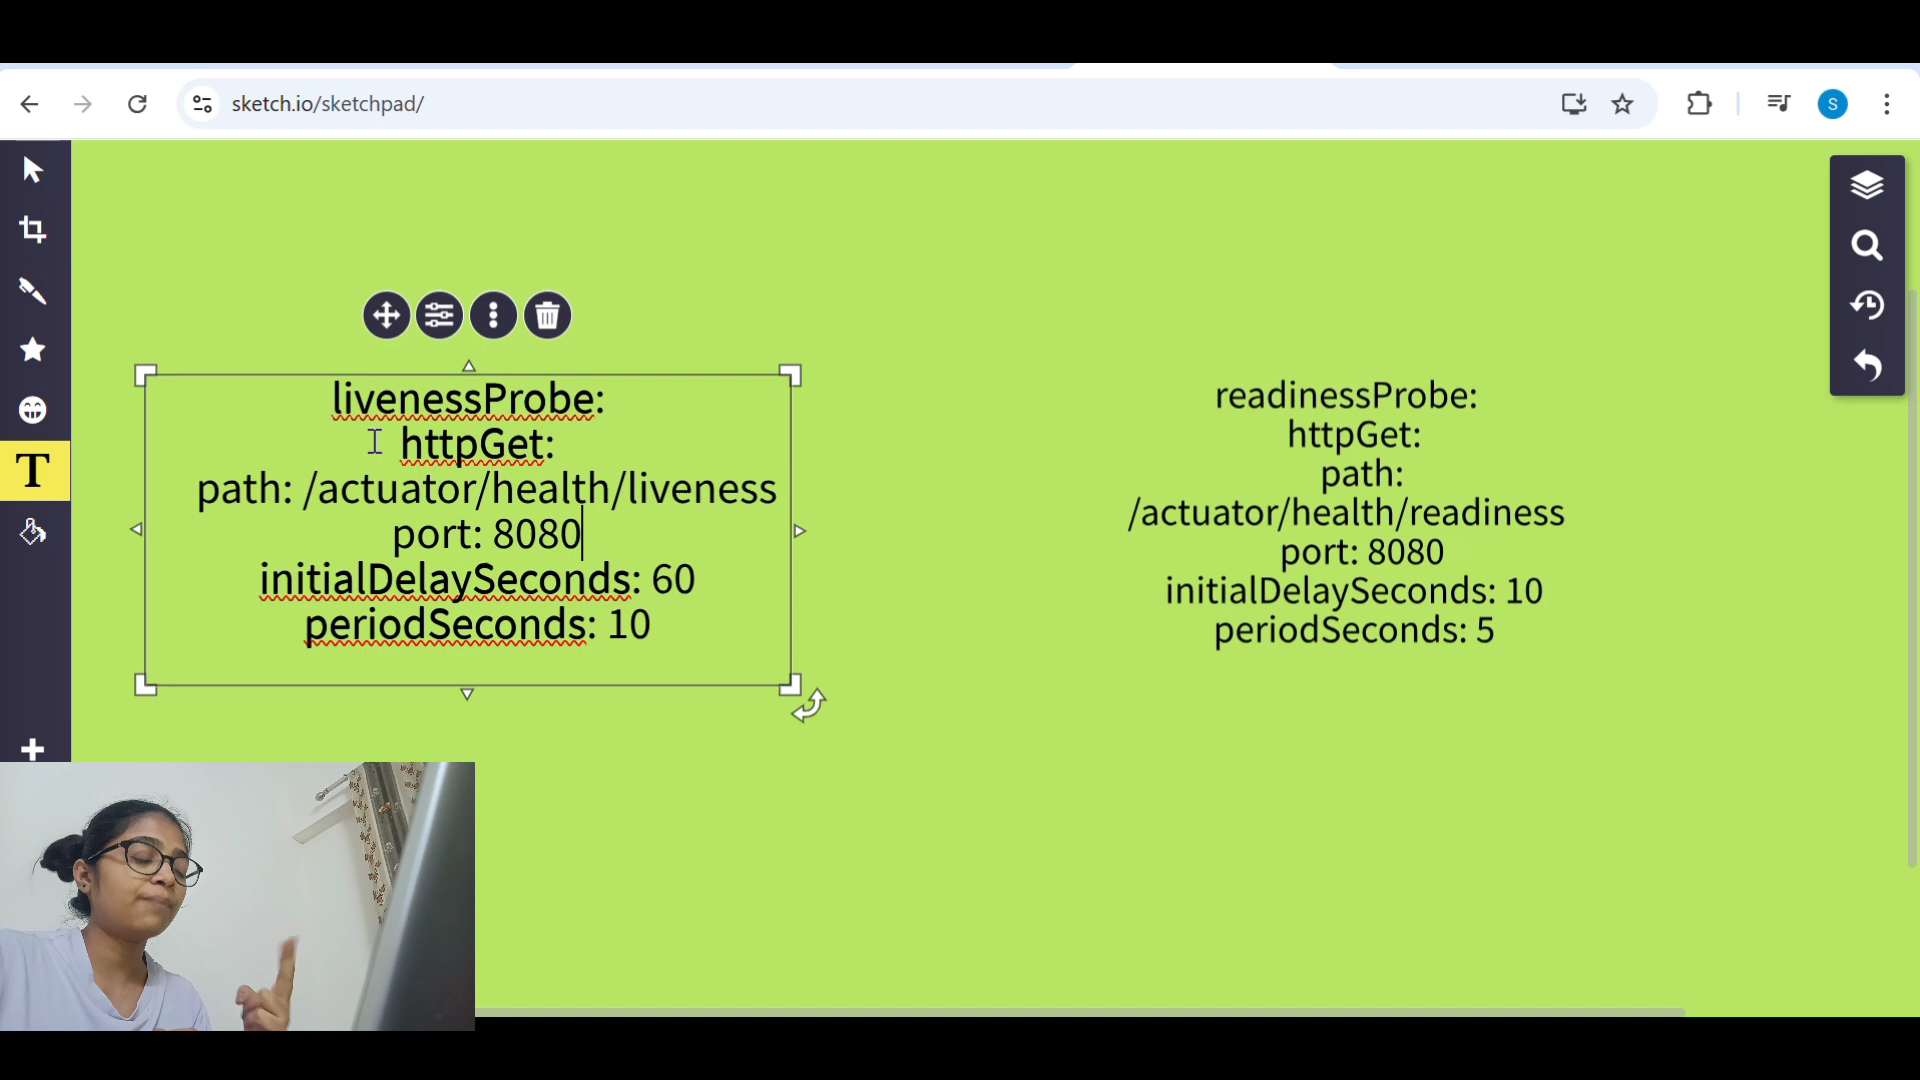 sketch.io/sketchpad/
S
T
livenessProbe:
httpGet:
path: /actuator/health/liveness
port: 8080
initialDelaySeconds: 60
periodSeconds: 10
readinessProbe:
httpGet:
path:
/actuator/health/readiness
port: 8080
initialDelaySeconds: 10
periodSeconds: 5